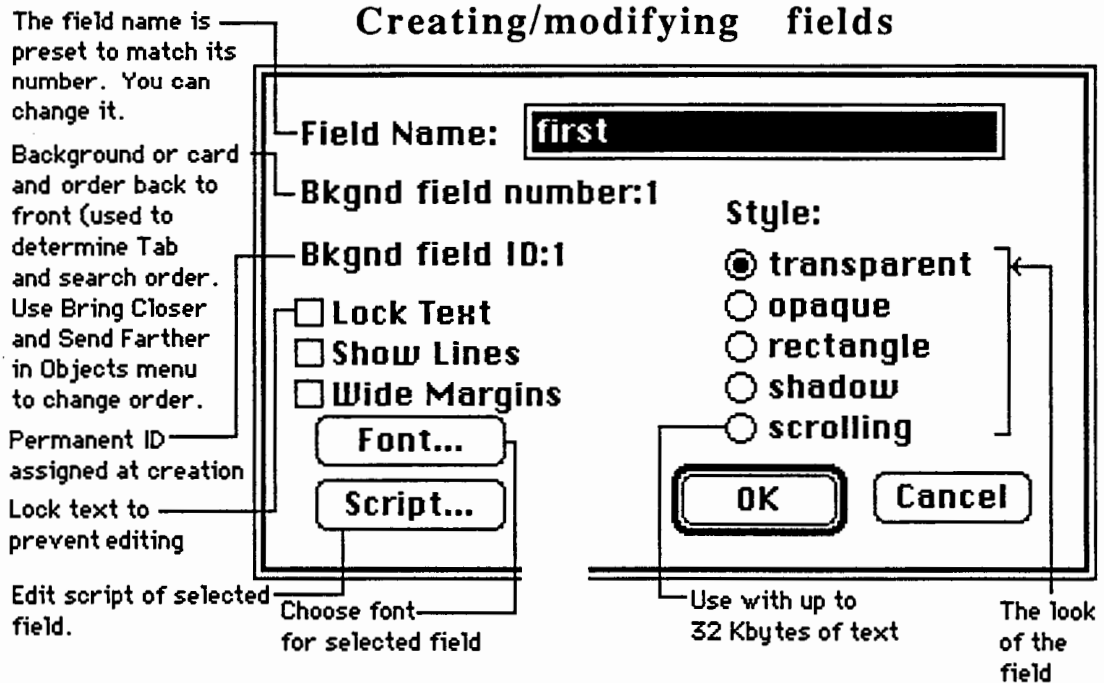 Creating/modifying fields
The field name is
preset to match its
number. You can
change it.
Background or card
and order back to
front (used to
determine Tab
and search order.
Use Bring Closer
and Send Farther
in Objects menu
to change order.
Permanent ID
assigned at creation
Lock text to
prevent editing
Edit script of selected
field.
Field Name: first
Bkgnd field number:1
Bkgnd field ID:1
Lock Text
Show Lines
Wide Margins
Font...
Script...
Style:
transparent
opaque
rectangle
shadow
scrolling
OK
Cancel
Choose font
for selected field
Use with up to
32 Kbytes of text
The look
of the
field